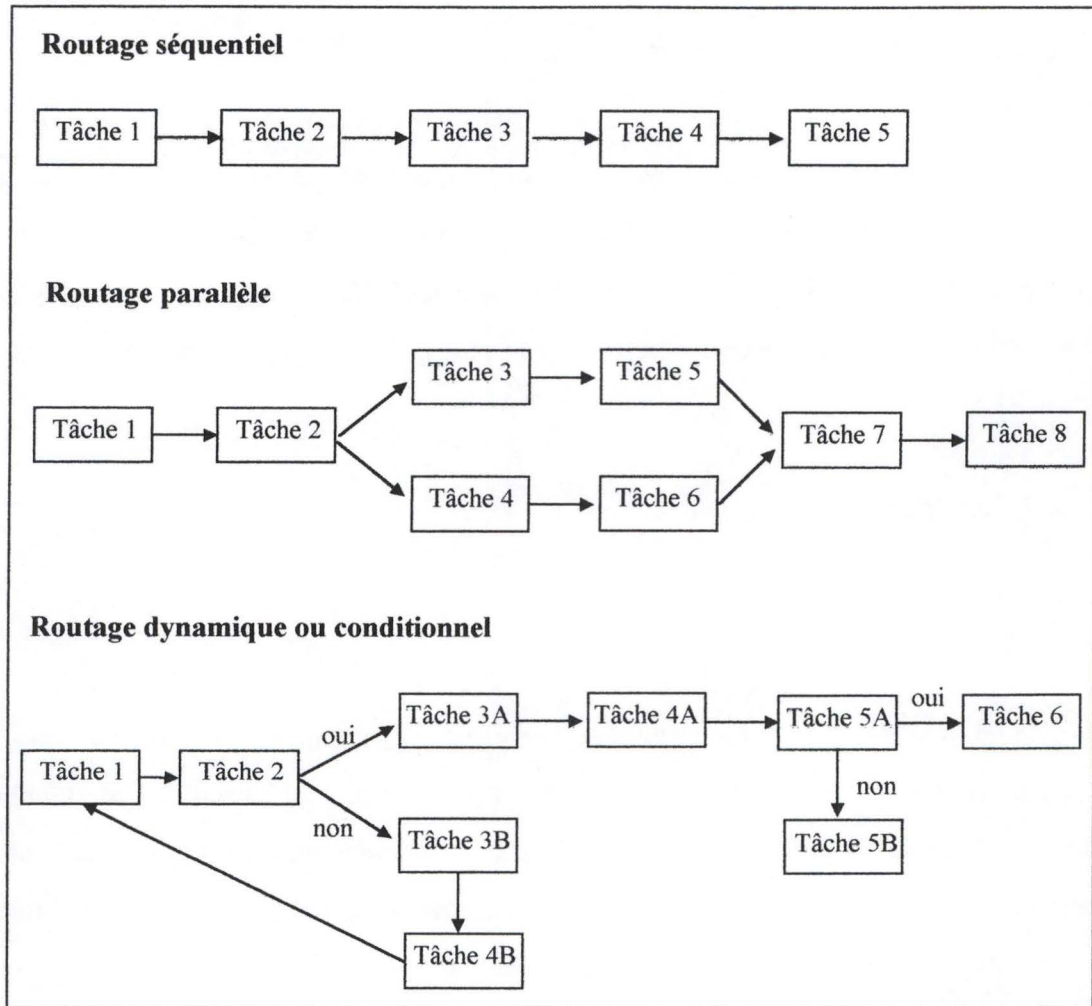 Routage séquentiel
Tâche 1
Tâche 2
Tâche 3
Tâche 4
Tâche 5
Routage parallèle
Tâche 1
Tâche 2
Tâche 3
Tâche 5
Tâche 4
Tâche 6
Tâche 7
Tâche 8
Routage dynamique ou conditionnel
Tâche 1
Tâche 2
oui
Tâche 3A
Tâche 4A
Tâche 5A
oui
Tâche 6
non
Tâche 5B
non
Tâche 3B
Tâche 4B